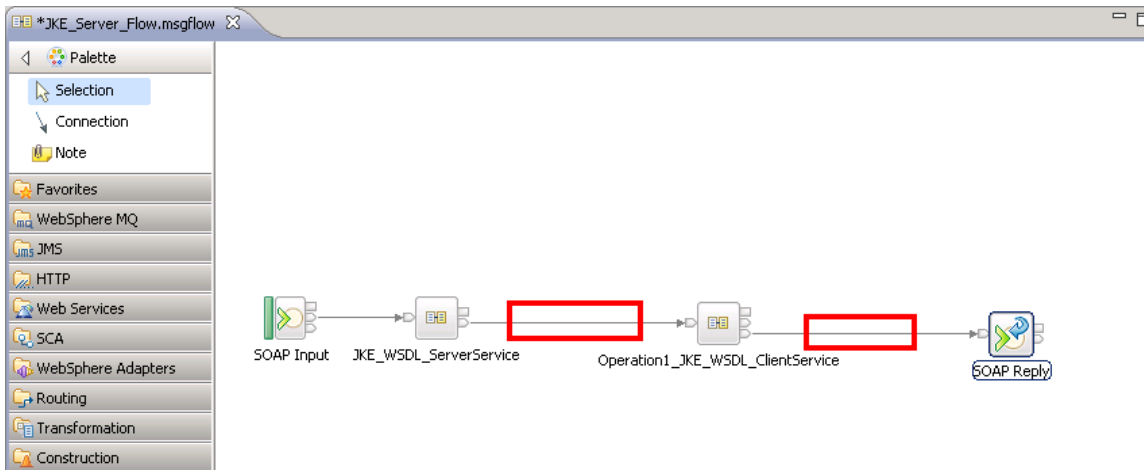 *JKE_Server_Flow.msgflow
Palette
Selection
Connection
Note
Favorites
WebSphere MQ
JMS
HTTP
Web Services
SCA
WebSphere Adapters
Routing
Transformation
Construction
SOAP Input
JKE_WSDL_ServerService
Operation1_JKE_WSDL_ClientService
SOAP Reply